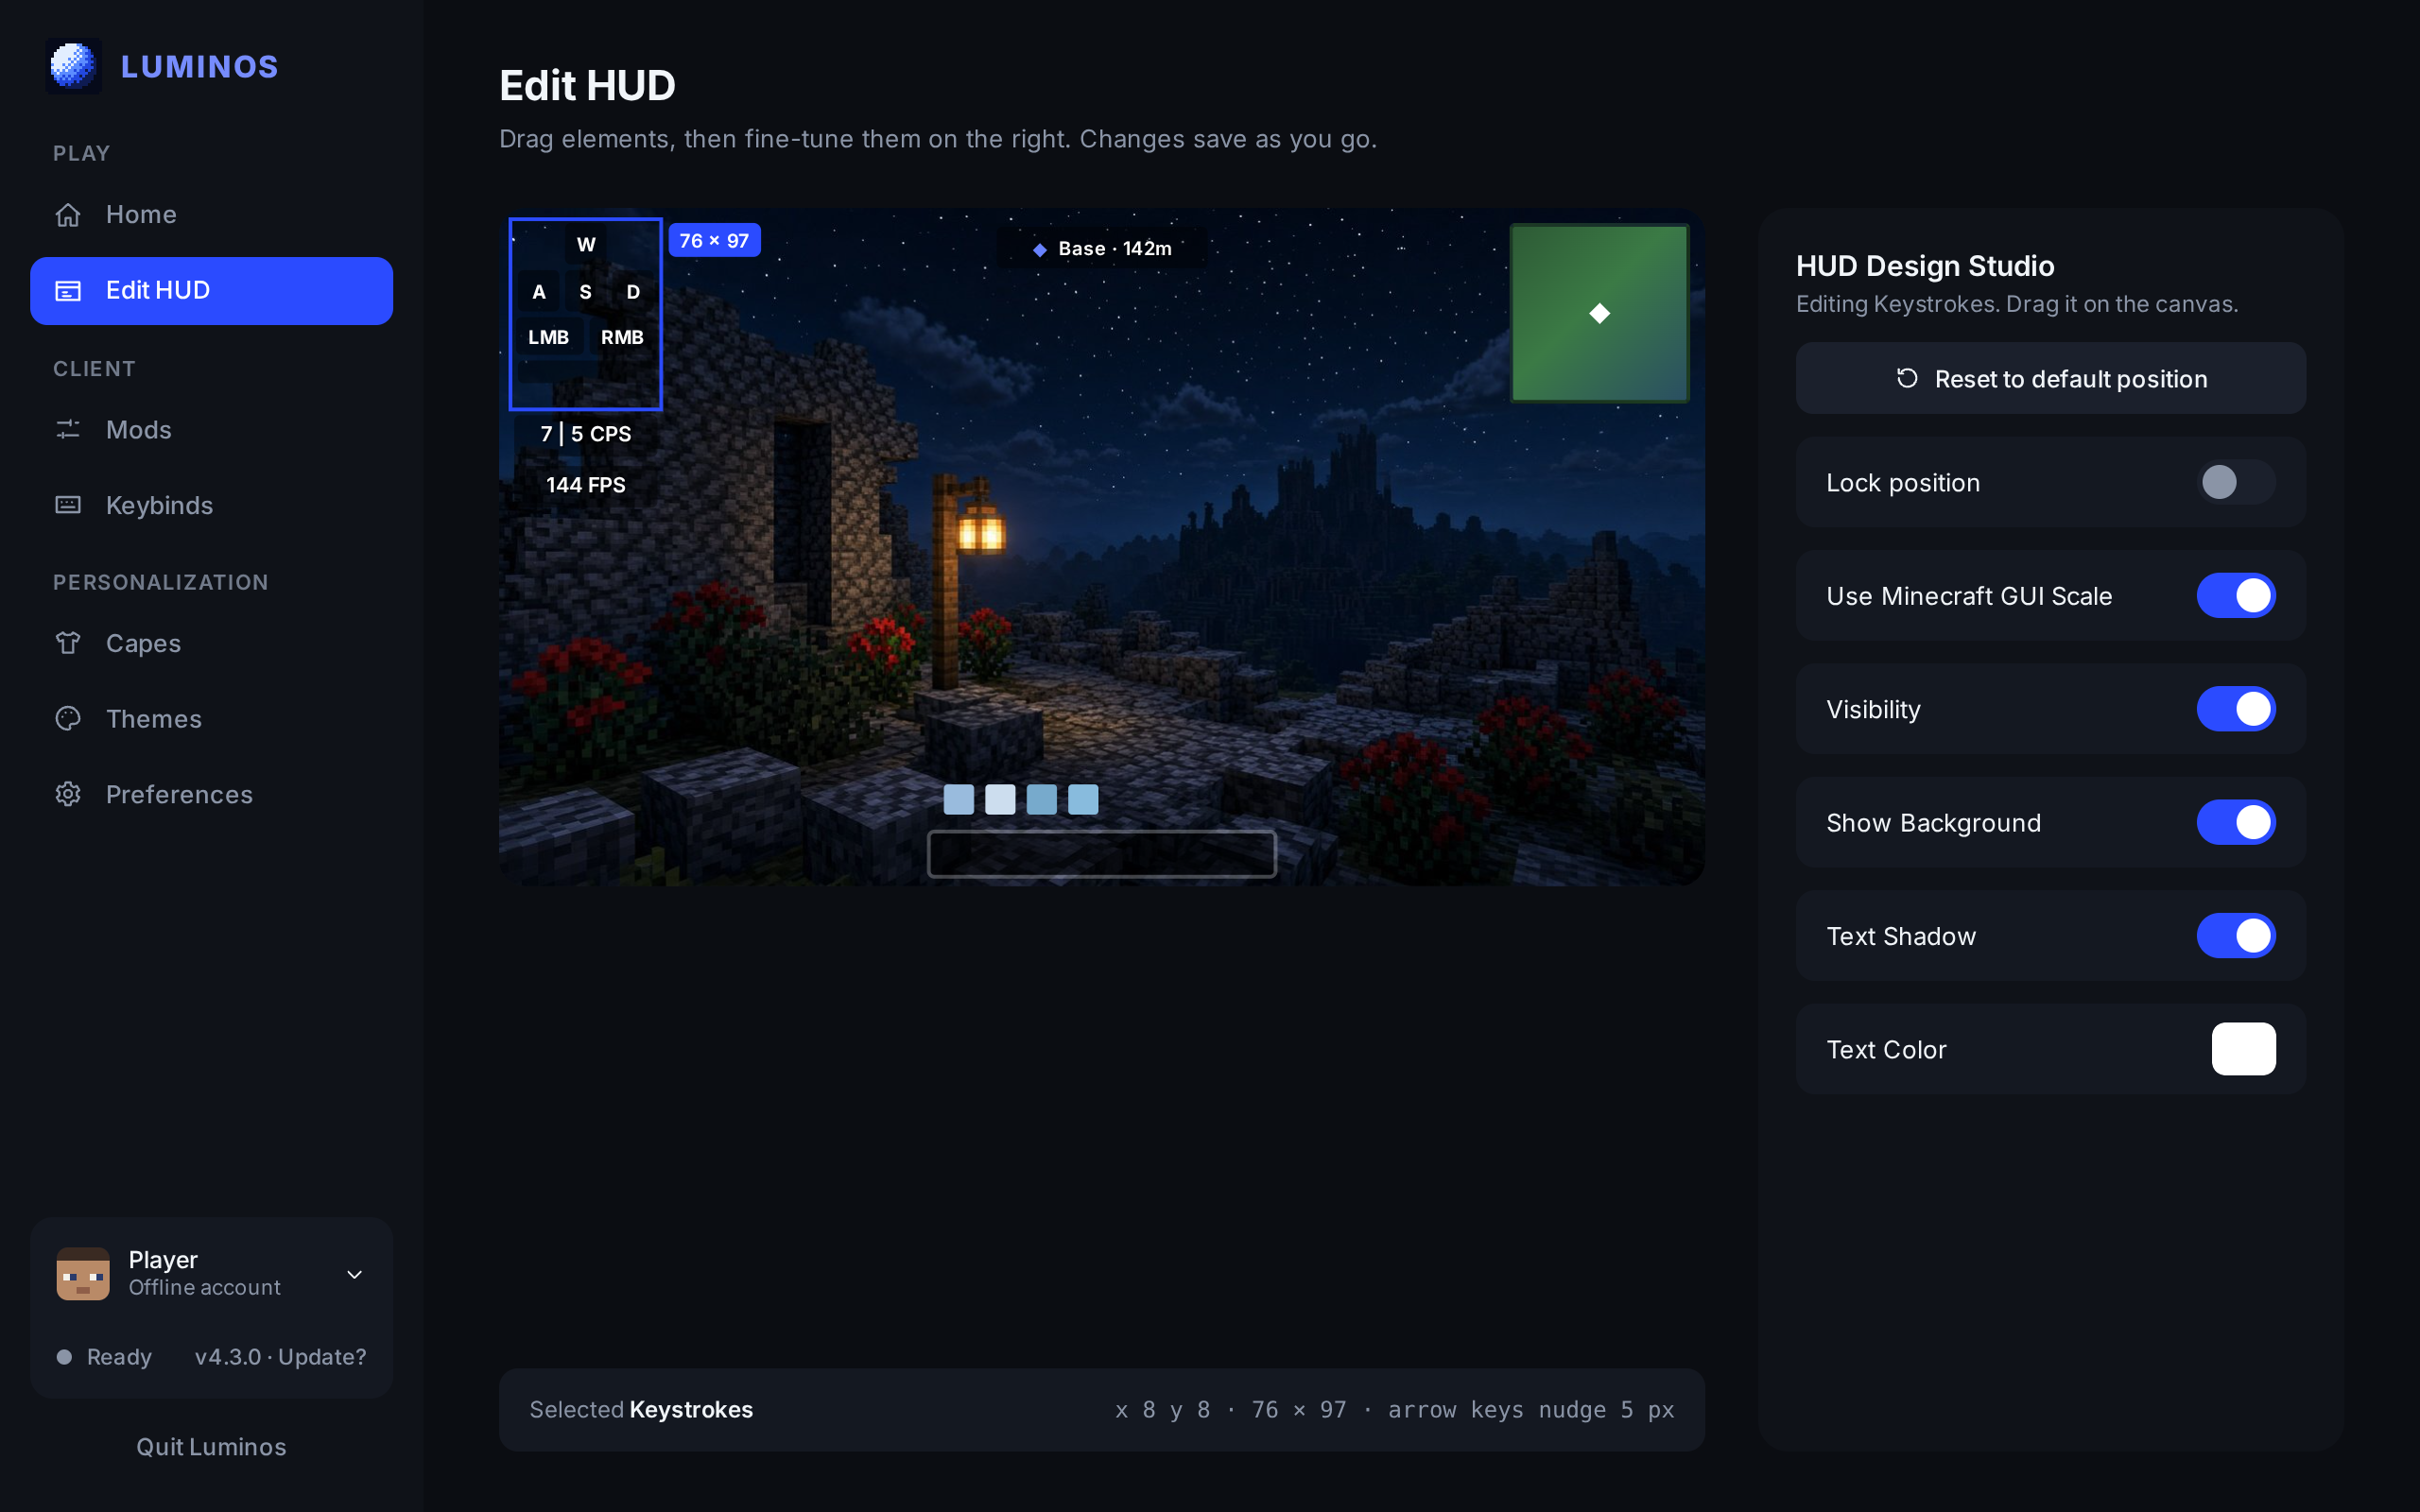 LUMINOS
PLAY
Home
Edit HUD
CLIENT
Mods
Keybinds
PERSONALIZATION
Capes
Themes
Preferences
Player
Offline account
Ready
v4.3.0 · Update?
Quit Luminos
Edit HUD
Drag elements, then fine-tune them on the right. Changes save as you go.
W
76 × 97
A S D
LMB RMB
7 | 5 CPS
144 FPS
Base · 142m
Selected Keystrokes
x 8 y 8 · 76 × 97 · arrow keys nudge 5 px
HUD Design Studio
Editing Keystrokes. Drag it on the canvas.
Reset to default position
Lock position
Use Minecraft GUI Scale
Visibility
Show Background
Text Shadow
Text Color